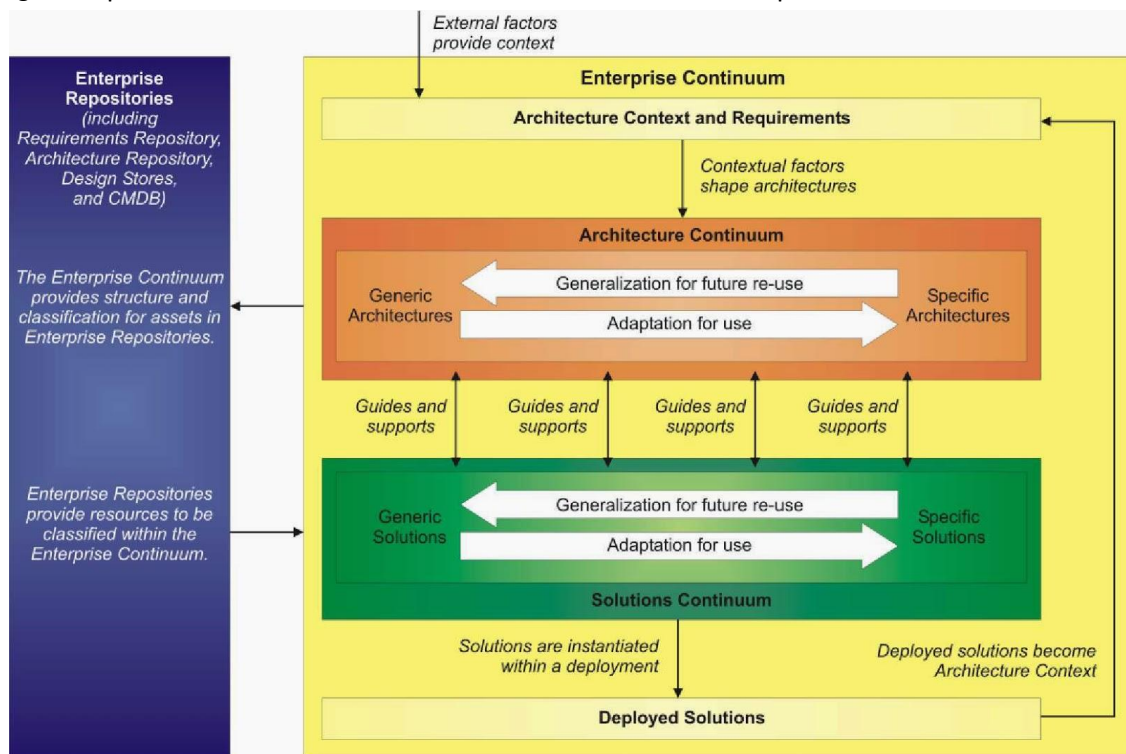 External factors
provide context
Enterprise
Repositories
(including
Requirements Repository,
Architecture Repository,
Design Stores,
and CMDB)
The Enterprise Continuum
provides structure and
classification for assets in
Enterprise Repositories.
Enterprise Repositories
provide resources to be
classified within the
Enterprise Continuum.
Enterprise Continuum
Architecture Context and Requirements
Contextual factors
shape architectures
Architecture Continuum
Generic
Architectures
Generalization for future re-use
Adaptation for use
Specific
Architectures
Guides and
supports
Guides and
supports
Guides and
supports
Guides and
supports
Generic
Solutions
Generalization for future re-use
Adaptation for use
Specific
Solutions
Solutions Continuum
Solutions are instantiated
within a deployment
Deployed solutions become
Architecture Context
Deployed Solutions